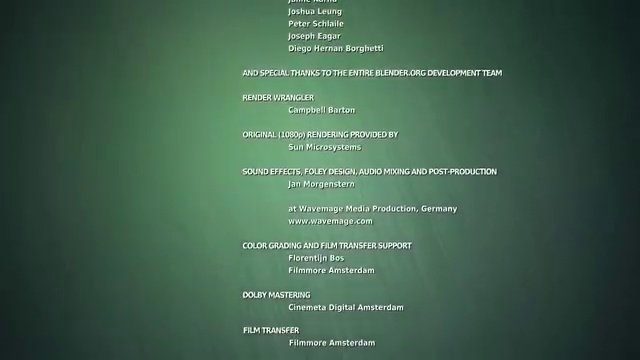 Joshua Leung
Peter Schlaile
Joseph Eagar
Diego Hernan Borghetti
AND SPECIAL THANKS TO THE ENTIRE BLENDER.ORG DEVELOPMENT TEAM
RENDER WRANGLER
Campbell Barton
ORIGINAL (1080p) RENDERING PROVIDED BY
Sun Microsystems
SOUND EFFECTS, FOLEY DESIGN, AUDIO MIXING AND POST-PRODUCTION
Jan Morgenstern
at Wavemage Media Production, Germany
www.wavemage.com
COLOR GRADING AND FILM TRANSFER SUPPORT
Florentijn Bos
Filmmore Amsterdam
DOLBY MASTERING
Cinemeta Digital Amsterdam
FILM TRANSFER
Filmmore Amsterdam